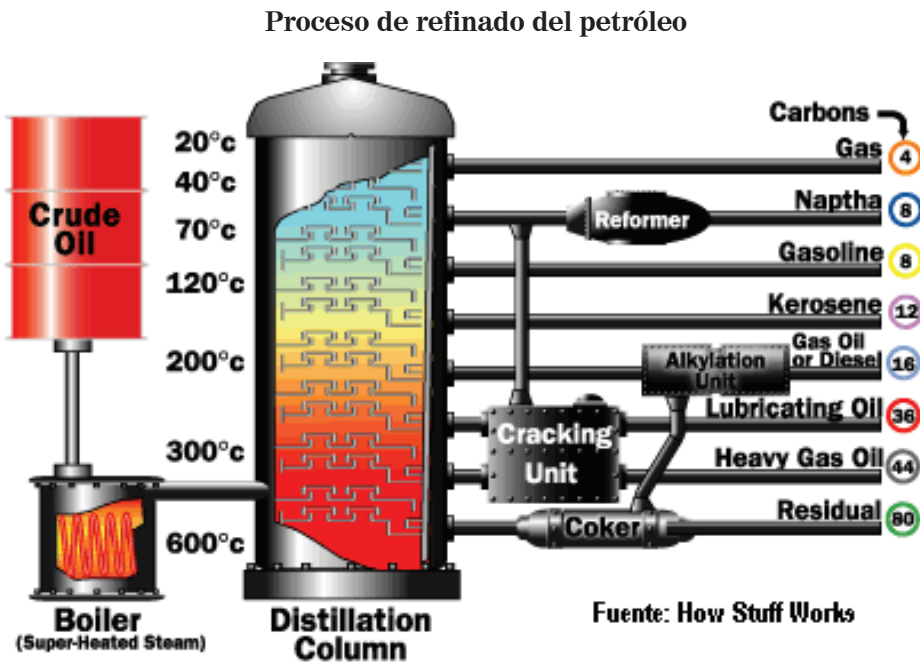 Proceso de refinado del petróleo
Crude
Oil
20°c
40°c
70°c
120°c
200°c
300°c
600°c
Carbons
Gas
4
Reformer
Naptha
8
Gasoline
8
Kerosene
12
Alkylation
Unit
Gas Oil
or Diesel
16
Cracking
Unit
Lubricating Oil
36
Heavy Gas Oil
44
Coker
Residual
80
Boiler
(Super-Heated Steam)
Distillation
Column
Fuente: How Stuff Works